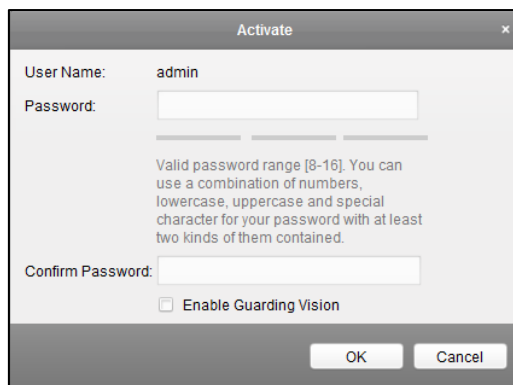 Activate ×
User Name: admin
Password:
Valid password range [8-16]. You can
use a combination of numbers,
lowercase, uppercase and special
character for your password with at least
two kinds of them contained.
Confirm Password:
Enable Guarding Vision
OK Cancel